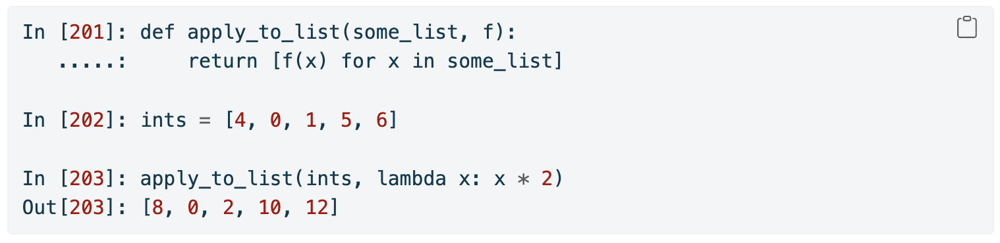 In [201]: def apply_to_list(some_list, f):
   .....:     return [f(x) for x in some_list]
In [202]: ints = [4, 0, 1, 5, 6]
In [203]: apply_to_list(ints, lambda x: x * 2)
Out[203]: [8, 0, 2, 10, 12]